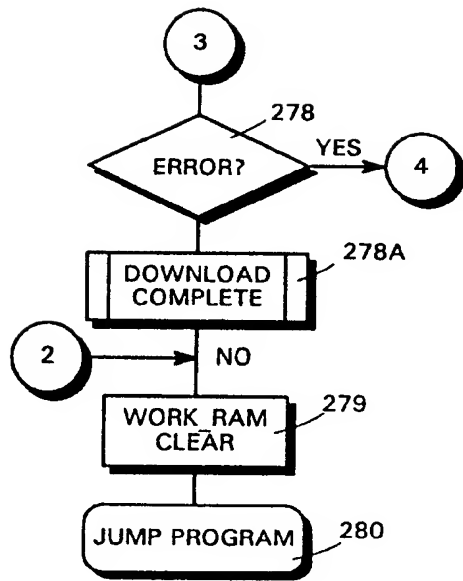 3
278
ERROR?
YES
4
278A
DOWNLOAD
COMPLETE
2
NO
WORK_RAM
CLEAR
279
JUMP PROGRAM
280